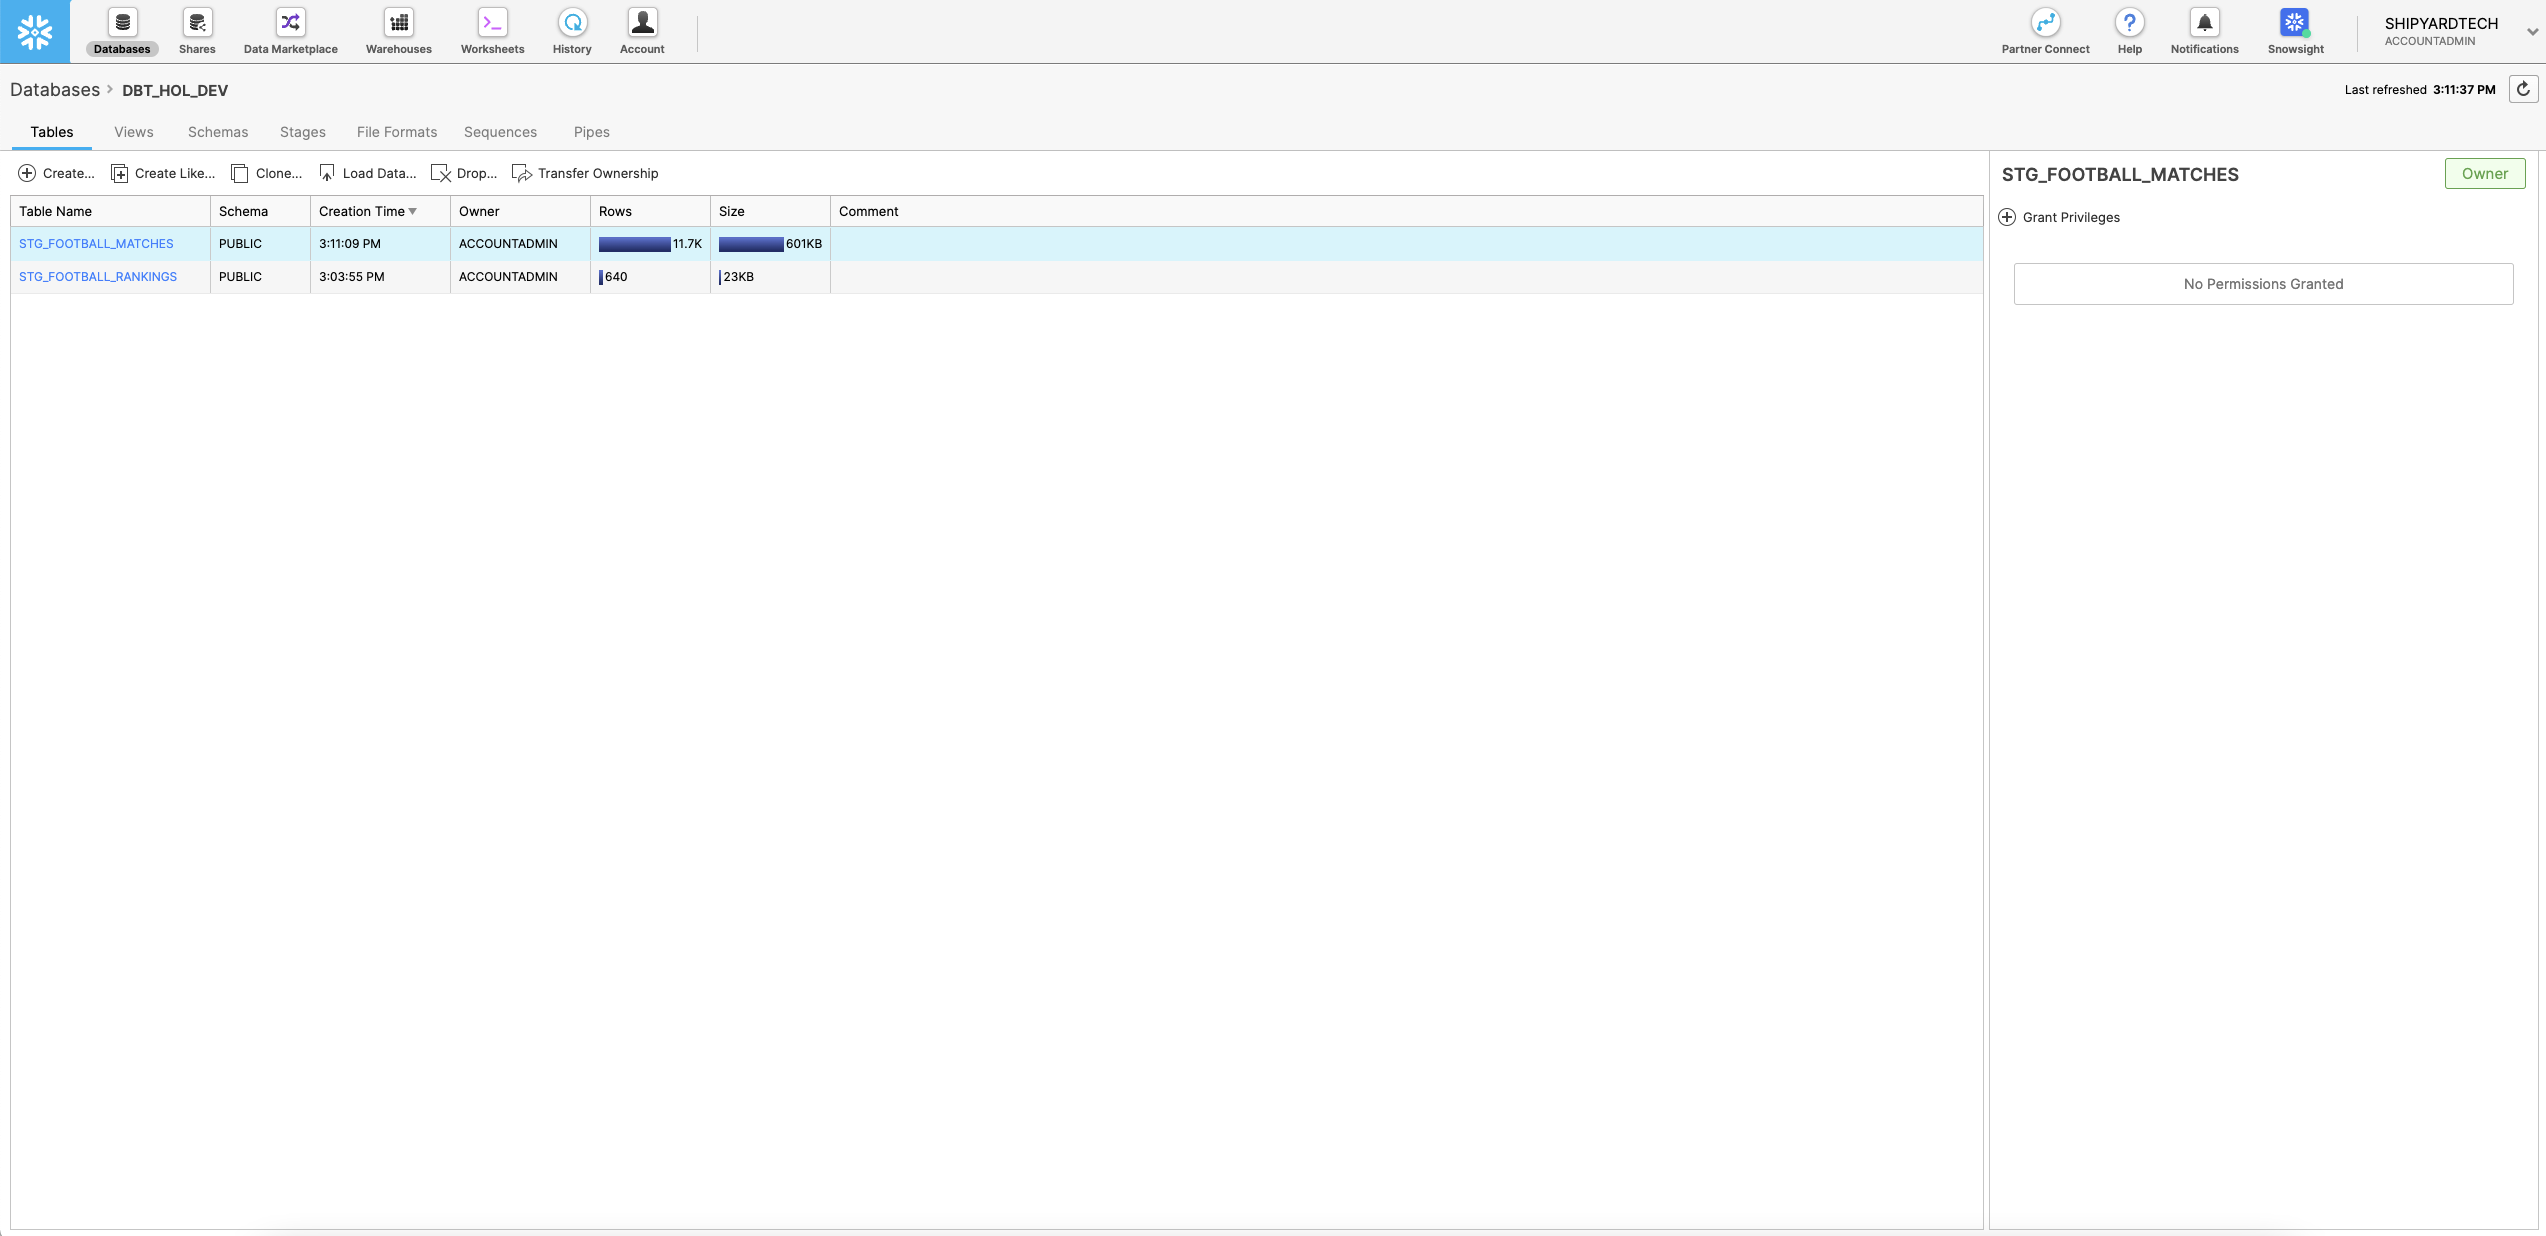 Databases Shares Data Marketplace Warehouses Worksheets History Account Partner Connect Help Notifications Snowsight SHIPYARDTECH
ACCOUNTADMIN
Databases DBT_HOL_DEV Last refreshed 3:11:37 PM
Tables Views Schemas Stages File Formats Sequences Pipes
Create... Create Like... Clone... Load Data... Drop... Transfer Ownership
Table Name Schema Creation Time Owner Rows Size Comment
STG_FOOTBALL_MATCHES PUBLIC 3:11:09 PM ACCOUNTADMIN 11.7K 601KB
STG_FOOTBALL_RANKINGS PUBLIC 3:03:55 PM ACCOUNTADMIN 640 23KB
STG_FOOTBALL_MATCHES Owner
Grant Privileges
No Permissions Granted